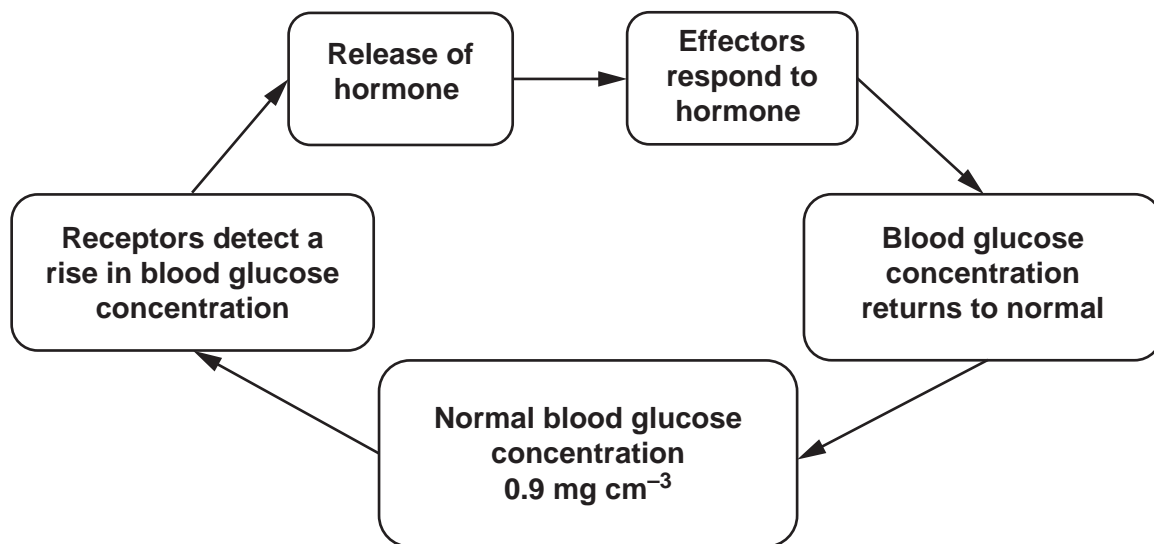 Release of
hormone
Effectors
respond to
hormone
Receptors detect a
rise in blood glucose
concentration
Blood glucose
concentration
returns to normal
Normal blood glucose
concentration
0.9 mg cm⁻³